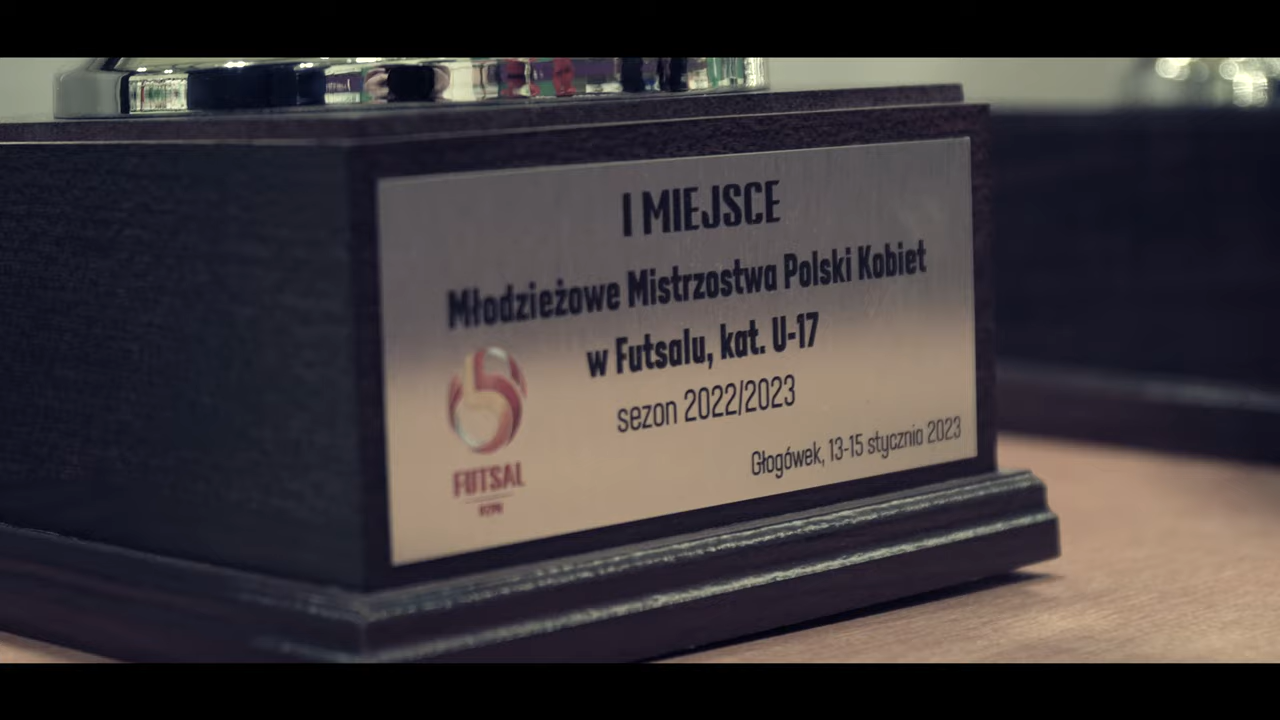 I MIEJSCE
Młodzieżowe Mistrzostwa Polski Kobiet
w Futsalu, kat. U-17
sezon 2022/2023
Głogówek, 13-15 stycznia 2023
FUTSAL